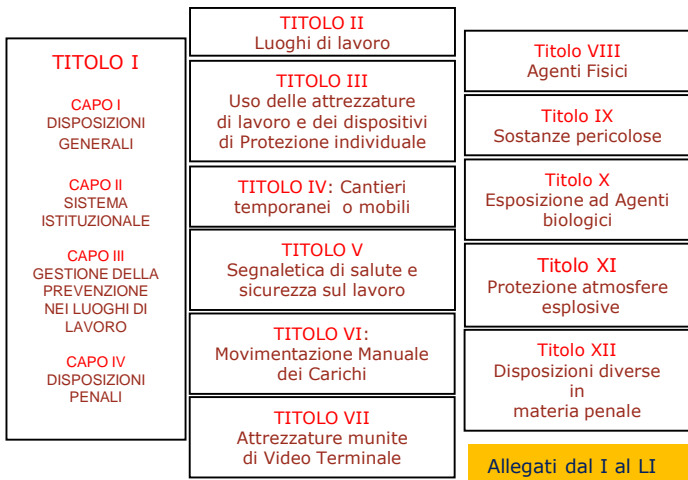 TITOLO I
CAPO I
DISPOSIZIONI
GENERALI
CAPO II
SISTEMA
ISTITUZIONALE
CAPO III
GESTIONE DELLA
PREVENZIONE
NEI LUOGHI DI
LAVORO
CAPO IV
DISPOSIZIONI
PENALI
TITOLO II
Luoghi di lavoro
TITOLO III
Uso delle attrezzature
di lavoro e dei dispositivi
di Protezione individuale
TITOLO IV: Cantieri
temporanei o mobili
TITOLO V
Segnaletica di salute e
sicurezza sul lavoro
TITOLO VI:
Movimentazione Manuale
dei Carichi
TITOLO VII
Attrezzature munite
di Video Terminale
Titolo VIII
Agenti Fisici
Titolo IX
Sostanze pericolose
Titolo X
Esposizione ad Agenti
biologici
Titolo XI
Protezione atmosfere
esplosive
Titolo XII
Disposizioni diverse
in
materia penale
Allegati dal I al LI